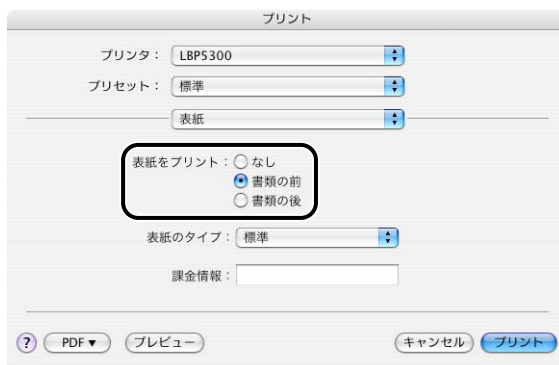 プリント
プリンタ： LBP5300
プリセット： 標準
表紙
表紙をプリント： なし
書類の前
書類の後
表紙のタイプ： 標準
課金情報：
? PDF▼ プレビュー キャンセル プリント